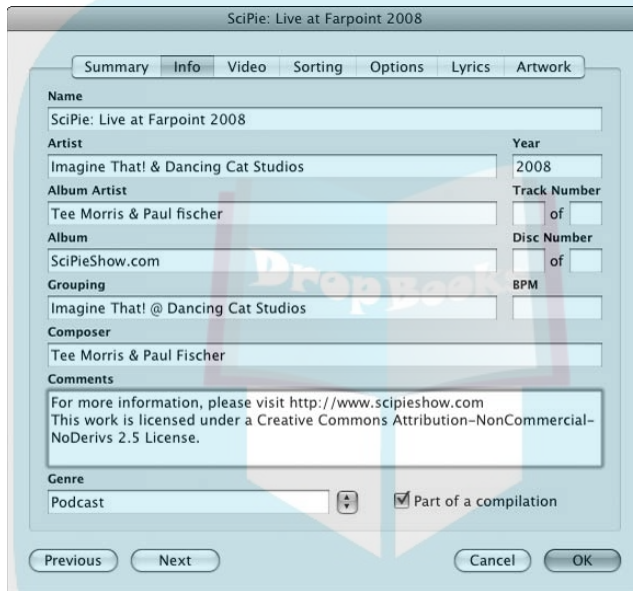 SciPie: Live at Farpoint 2008
Summary Info Video Sorting Options Lyrics Artwork
Name
SciPie: Live at Farpoint 2008
Artist Year
Imagine That! & Dancing Cat Studios 2008
Album Artist Track Number
Tee Morris & Paul fischer of
Album Disc Number
SciPieShow.com of
Grouping BPM
Imagine That! @ Dancing Cat Studios
Composer
Tee Morris & Paul Fischer
Comments
For more information, please visit http://www.scipieshow.com
This work is licensed under a Creative Commons Attribution-NonCommercial-
NoDerivs 2.5 License.
Genre
Podcast Part of a compilation
Previous Next Cancel OK
DropBooks